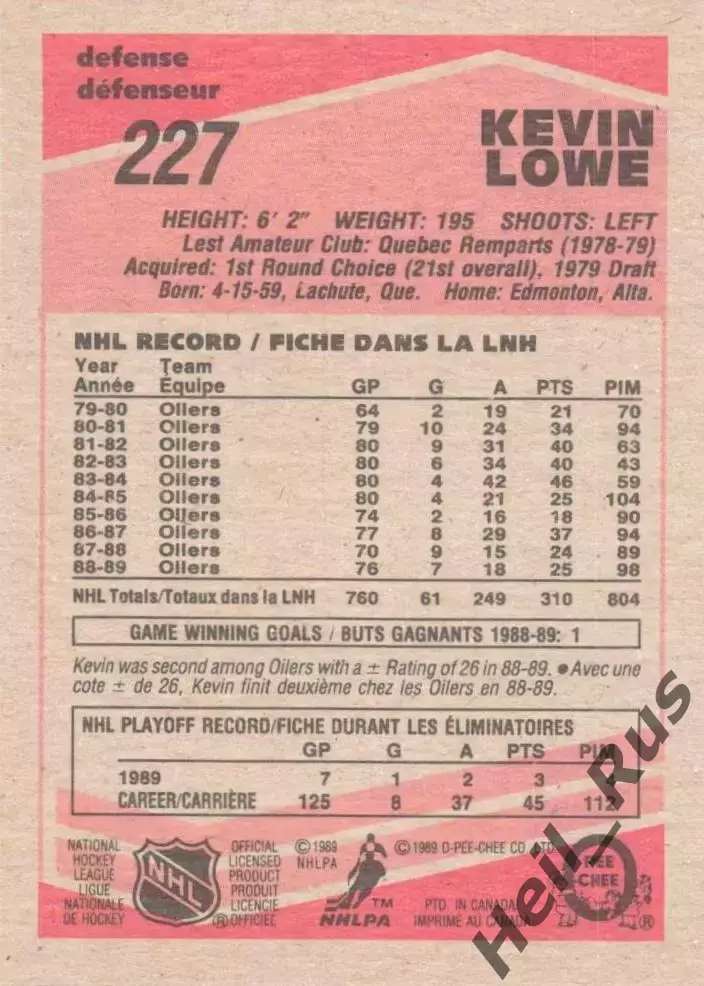 defense
défenseur
227
KEVIN
LOWE
HEIGHT: 6' 2" WEIGHT: 195 SHOOTS: LEFT
Lest Amateur Club: Quebec Remparts (1978-79)
Acquired: 1st Round Choice (21st overall), 1979 Draft
Born: 4-15-59, Lachute, Que. Home: Edmonton, Alta.
NHL RECORD / FICHE DANS LA LNH
Year Team
Année Équipe GP G A PTS PIM
79-80 Oilers 64 2 19 21 70
80-81 Oilers 79 10 24 34 94
81-82 Oilers 80 9 31 40 63
82-83 Oilers 80 6 34 40 43
83-84 Oilers 80 4 42 46 59
84-85 Oilers 80 4 21 25 104
85-86 Oilers 74 2 16 18 90
86-87 Oilers 77 8 29 37 94
87-88 Oilers 70 9 15 24 89
88-89 Oilers 76 7 18 25 98
NHL Totals/Totaux dans la LNH 760 61 249 310 804
GAME WINNING GOALS / BUTS GAGNANTS 1988-89: 1
Kevin was second among Oilers with a ± Rating of 26 in 88-89. ●Avec une
cote ± de 26, Kevin finit deuxième chez les Oilers en 88-89.
NHL PLAYOFF RECORD/FICHE DURANT LES ÉLIMINATOIRES
GP G A PTS PIM
1989 7 1 2 3
CAREER/CARRIÈRE 125 8 37 45 112
NATIONAL
HOCKEY
LEAGUE
LIGUE
NATIONALE
DE HOCKEY
NHL
OFFICIAL
LICENSED
PRODUCT
PRODUIT
LICENCIE
®OFFICIEL
©1989
NHLPA
TM
NHLPA
©1989 O-PEE-CHEE CO. LTD.
PTD. IN CANADA
IMPRIME AU CANADA
O
PEE
CHEE
®
Heil_Rus